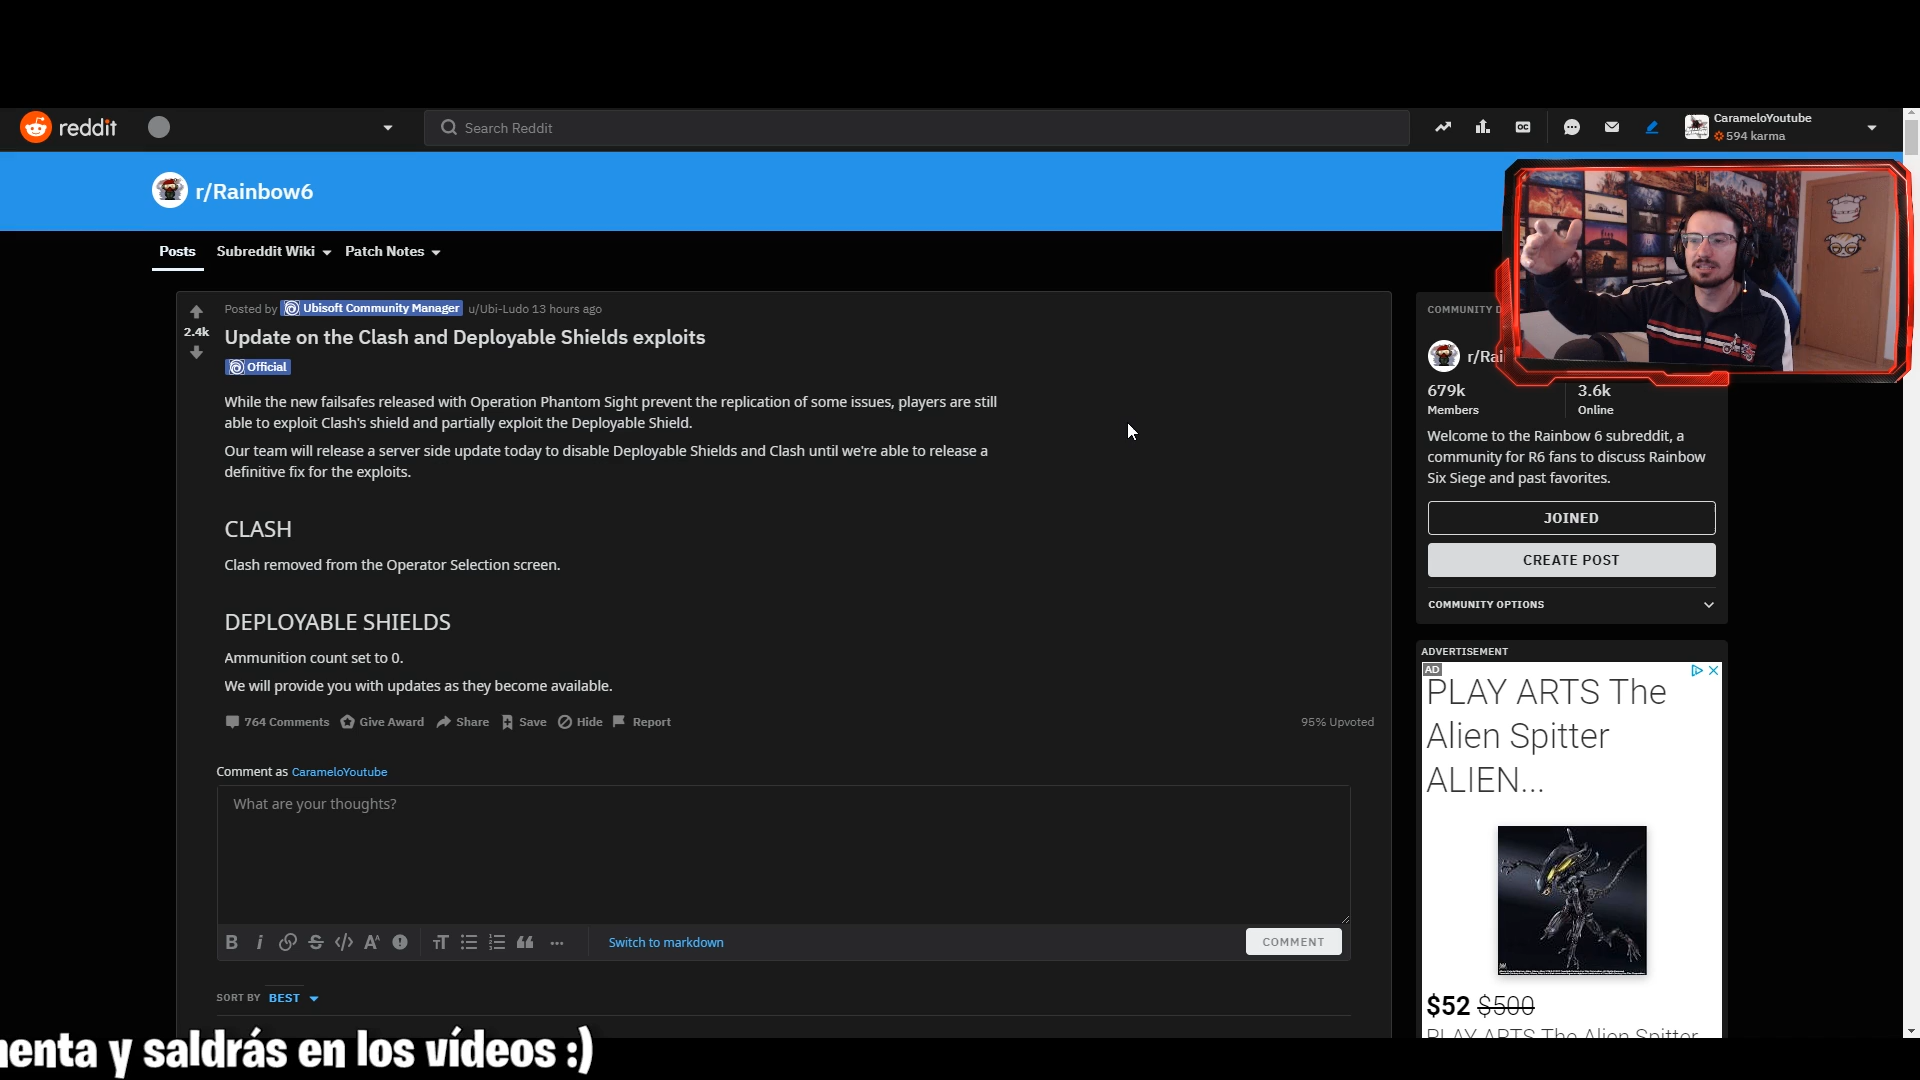 reddit
Search Reddit
CarameloYoutube
594 karma
r/Rainbow6
Posts
Subreddit Wiki
Patch Notes
2.4k
Posted by Ubisoft Community Manager u/Ubi-Ludo 13 hours ago
Update on the Clash and Deployable Shields exploits
Official
While the new failsafes released with Operation Phantom Sight prevent the replication of some issues, players are still
able to exploit Clash's shield and partially exploit the Deployable Shield.
Our team will release a server side update today to disable Deployable Shields and Clash until we're able to release a
definitive fix for the exploits.
CLASH
Clash removed from the Operator Selection screen.
DEPLOYABLE SHIELDS
Ammunition count set to 0.
We will provide you with updates as they become available.
764 Comments Give Award Share Save Hide Report
95% Upvoted
Comment as CarameloYoutube
What are your thoughts?
Switch to markdown
COMMENT
SORT BY BEST
COMMUNITY D
r/Rai
679k
Members
3.6k
Online
Welcome to the Rainbow 6 subreddit, a
community for R6 fans to discuss Rainbow
Six Siege and past favorites.
JOINED
CREATE POST
COMMUNITY OPTIONS
ADVERTISEMENT
AD
PLAY ARTS The
Alien Spitter
ALIEN...
$52 $500
PLAY ARTS The Alien Spitter
menta y saldrás en los vídeos :)